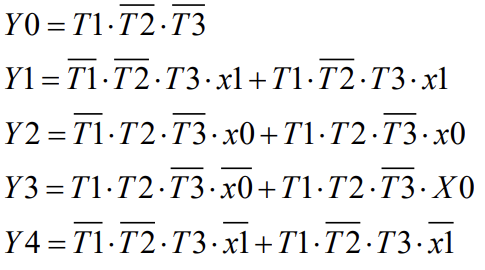 Y0 = T1·T̅2̅·T̅3̅
Y1 = T̅1̅·T̅2̅·T3·x1 + T1·T̅2̅·T3·x1
Y2 = T̅1̅·T2·T̅3̅·x0 + T1·T2·T̅3̅·x0
Y3 = T1·T2·T̅3̅·x̅0̅ + T1·T2·T̅3̅·X0
Y4 = T̅1̅·T̅2̅·T3·x̅1̅ + T1·T̅2̅·T3·x̅1̅